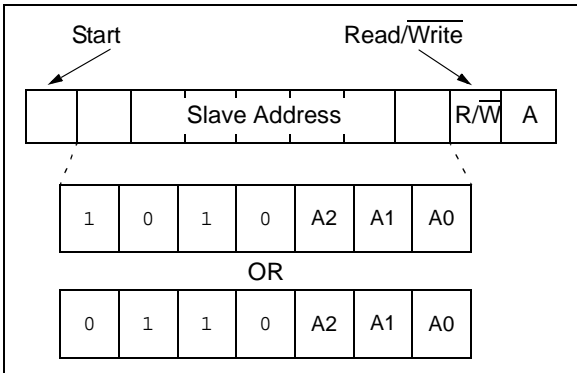 Start Read/Write
Slave Address R/W A
1 0 1 0 A2 A1 A0
OR
0 1 1 0 A2 A1 A0